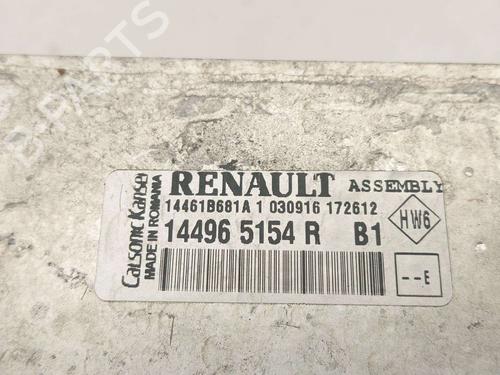 B-PARTS
RENAULT ASSEMBLY
14461B681A 1 030916 172612
14496 5154 R B1
HW6
--E
Calsonic Kansei
MADE IN ROMANIA